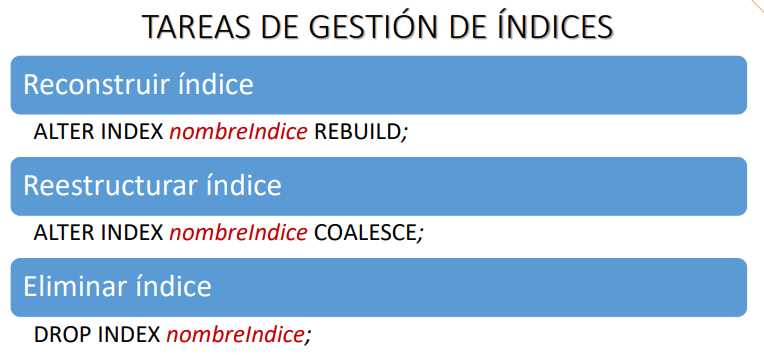 TAREAS DE GESTIÓN DE ÍNDICES
Reconstruir índice
ALTER INDEX nombreIndice REBUILD;
Reestructurar índice
ALTER INDEX nombreIndice COALESCE;
Eliminar índice
DROP INDEX nombreIndice;